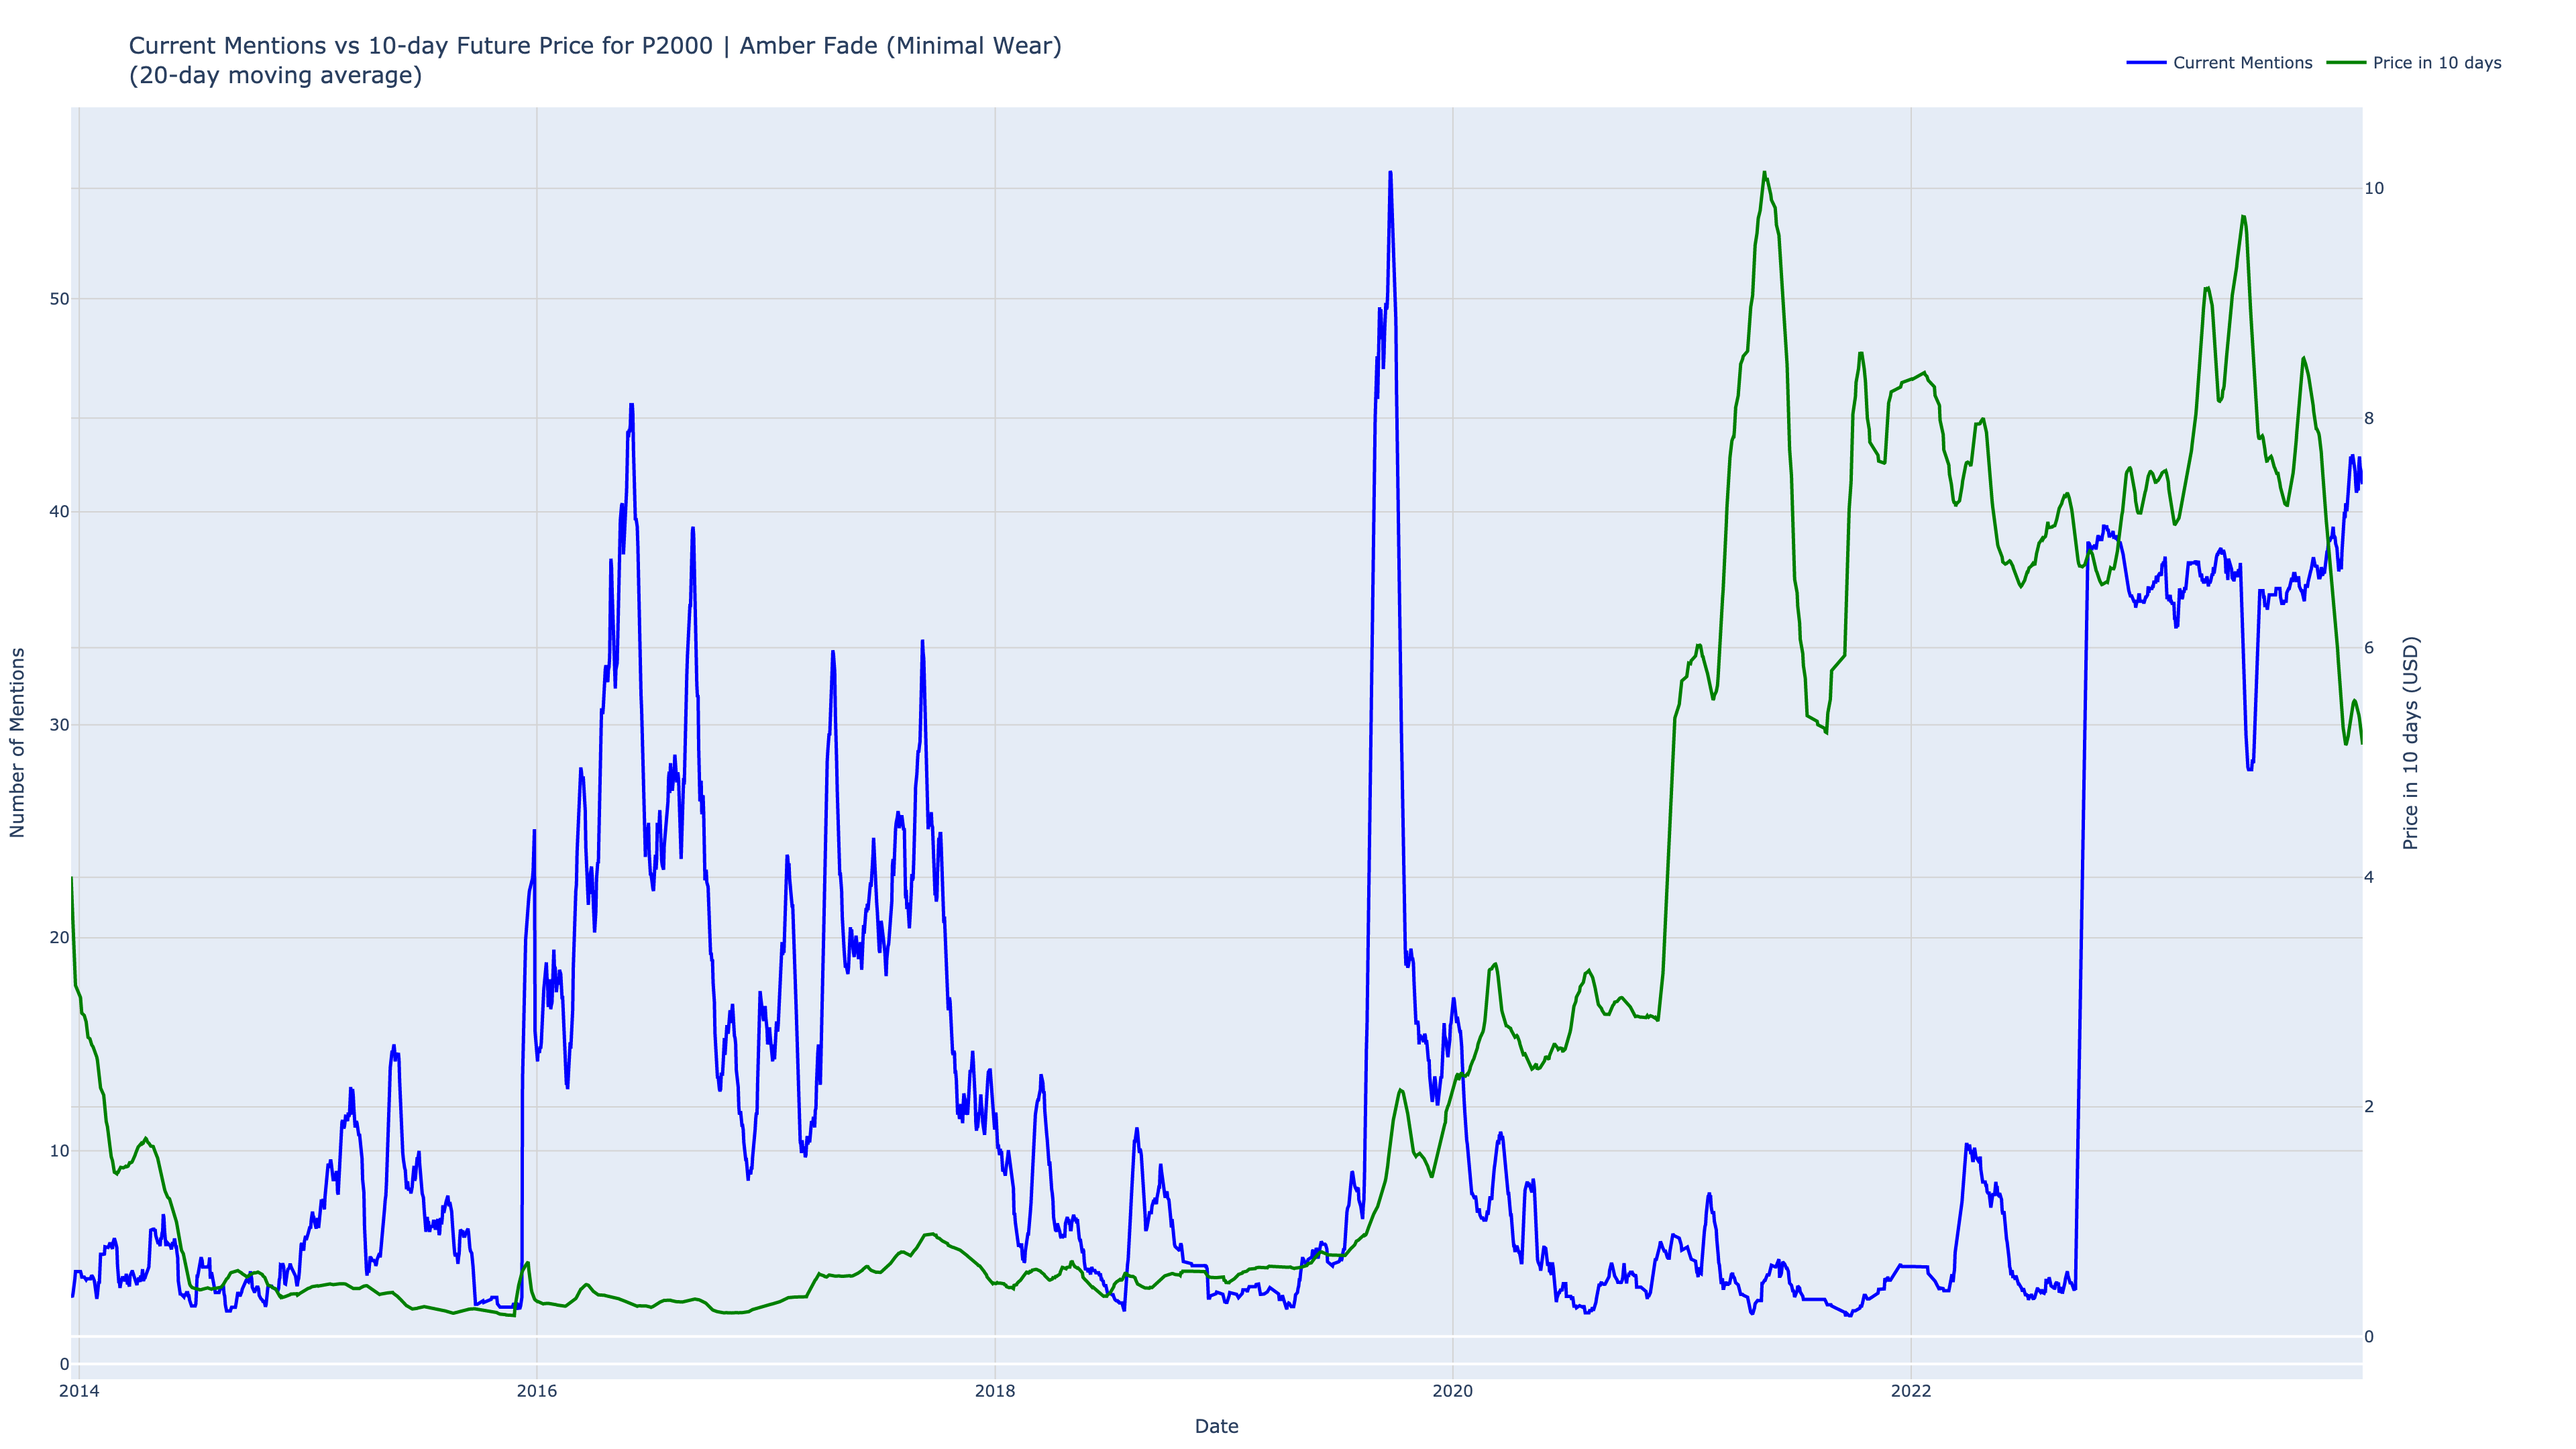 Current Mentions vs 10-day Future Price for P2000 | Amber Fade (Minimal Wear)
(20-day moving average)
Current Mentions
Price in 10 days
Number of Mentions
50
40
30
20
10
0
10
8
6
4
2
0
Price in 10 days (USD)
2014
2016
2018
2020
2022
Date